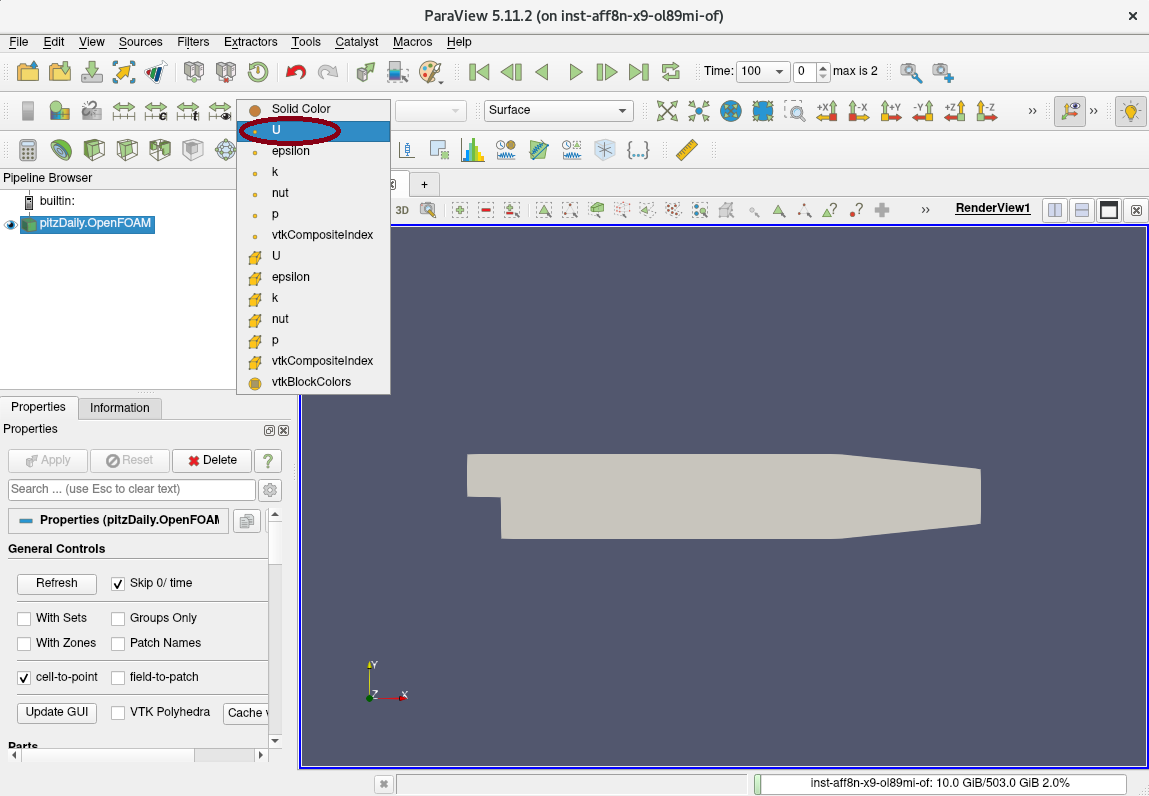 ParaView 5.11.2 (on inst-aff8n-x9-ol89mi-of)
File Edit View Sources Filters Extractors Tools Catalyst Macros Help
Time: 100 0 max is 2
Solid Color
U
epsilon
k
nut
p
vtkCompositeIndex
U
epsilon
k
nut
p
vtkCompositeIndex
vtkBlockColors
Surface
+X -X +Y -Y +Z -Z
Pipeline Browser
builtin:
pitzDaily.OpenFOAM
+
3D
RenderView1
Properties Information
Properties
Apply Reset Delete ?
Search ... (use Esc to clear text)
Properties (pitzDaily.OpenFOAM
General Controls
Refresh Skip 0/ time
With Sets Groups Only
With Zones Patch Names
cell-to-point field-to-patch
Update GUI VTK Polyhedra Cache
Parts
Y
Z X
inst-aff8n-x9-ol89mi-of: 10.0 GiB/503.0 GiB 2.0%